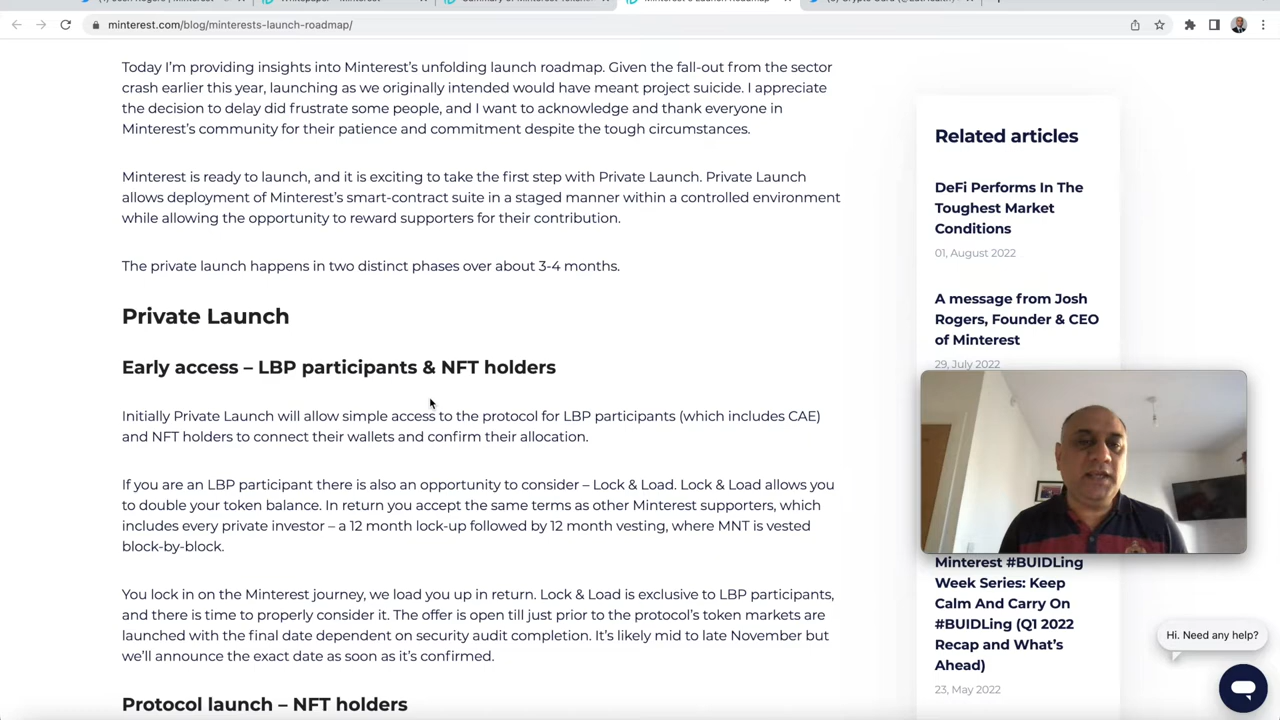 minterest.com/blog/minterests-launch-roadmap/
Today I'm providing insights into Minterest's unfolding launch roadmap. Given the fall-out from the sector
crash earlier this year, launching as we originally intended would have meant project suicide. I appreciate
the decision to delay did frustrate some people, and I want to acknowledge and thank everyone in
Minterest's community for their patience and commitment despite the tough circumstances.
Minterest is ready to launch, and it is exciting to take the first step with Private Launch. Private Launch
allows deployment of Minterest's smart-contract suite in a staged manner within a controlled environment
while allowing the opportunity to reward supporters for their contribution.
The private launch happens in two distinct phases over about 3-4 months.
Private Launch
Early access – LBP participants & NFT holders
Initially Private Launch will allow simple access to the protocol for LBP participants (which includes CAE)
and NFT holders to connect their wallets and confirm their allocation.
If you are an LBP participant there is also an opportunity to consider – Lock & Load. Lock & Load allows you
to double your token balance. In return you accept the same terms as other Minterest supporters, which
includes every private investor – a 12 month lock-up followed by 12 month vesting, where MNT is vested
block-by-block.
You lock in on the Minterest journey, we load you up in return. Lock & Load is exclusive to LBP participants,
and there is time to properly consider it. The offer is open till just prior to the protocol's token markets are
launched with the final date dependent on security audit completion. It's likely mid to late November but
we'll announce the exact date as soon as it's confirmed.
Protocol launch – NFT holders
Related articles
DeFi Performs In The
Toughest Market
Conditions
01, August 2022
A message from Josh
Rogers, Founder & CEO
of Minterest
29, July 2022
Minterest #BUIDLing
Week Series: Keep
Calm And Carry On
#BUIDLing (Q1 2022
Recap and What's
Ahead)
23, May 2022
Hi. Need any help?